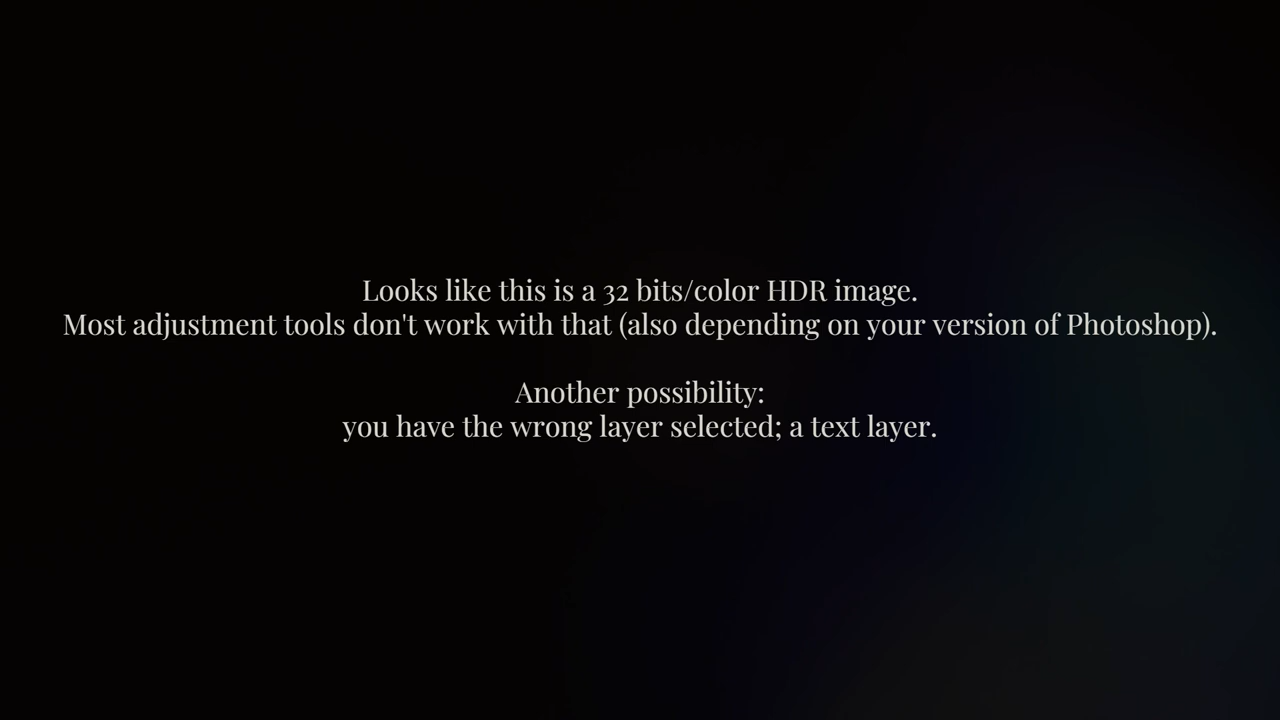 Looks like this is a 32 bits/color HDR image.
Most adjustment tools don't work with that (also depending on your version of Photoshop).
Another possibility:
you have the wrong layer selected; a text layer.